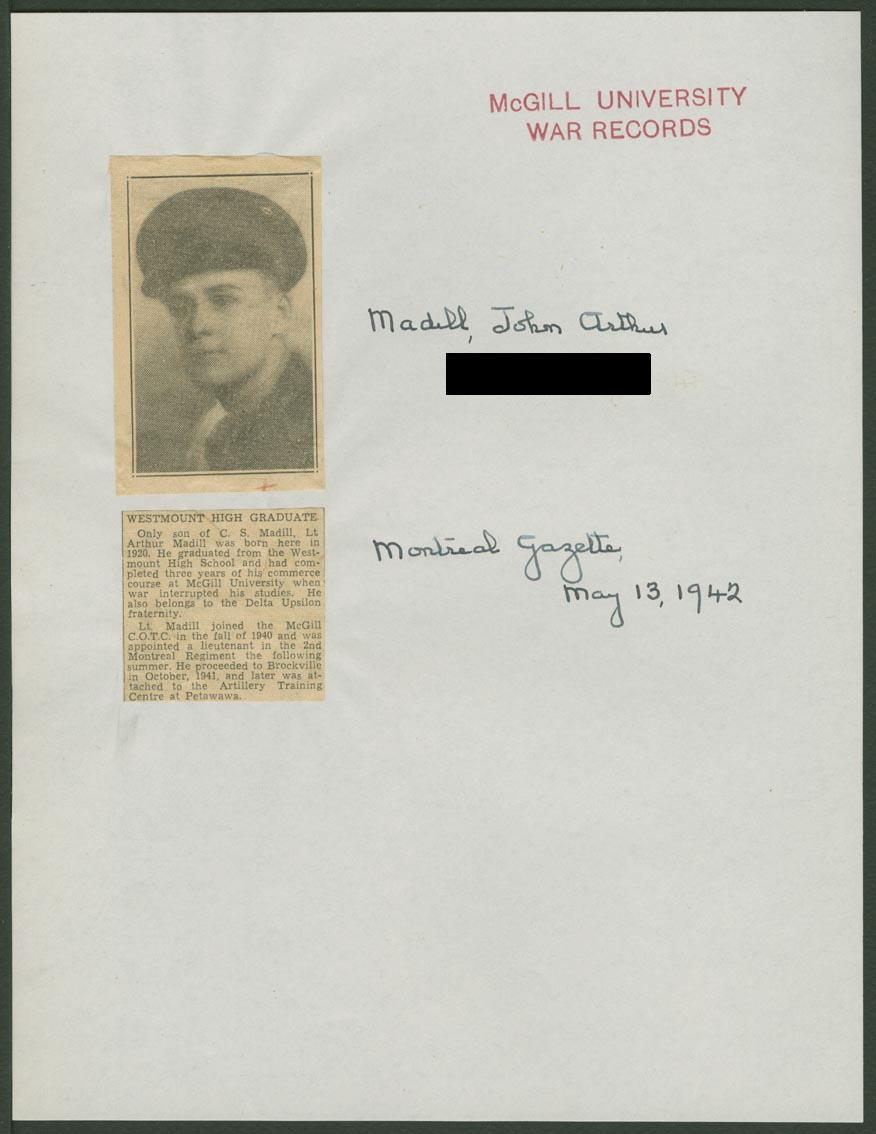 McGILL UNIVERSITY
WAR RECORDS
Madill, John Arthur
WESTMOUNT HIGH GRADUATE
Only son of C. S. Madill, Lt
Arthur Madill was born here in
1920. He graduated from the West-
mount High School and had com-
pleted three years of his commerce
course at McGill University when
war interrupted his studies. He
also belongs to the Delta Upsilon
fraternity.
Lt. Madill joined the McGill
C.O.T.C. in the fall of 1940 and was
appointed a lieutenant in the 2nd
Montreal Regiment the following
summer. He proceeded to Brockville
in October, 1941, and later was at-
tached to the Artillery Training
Centre at Petawawa.
Montreal Gazette,
May 13, 1942